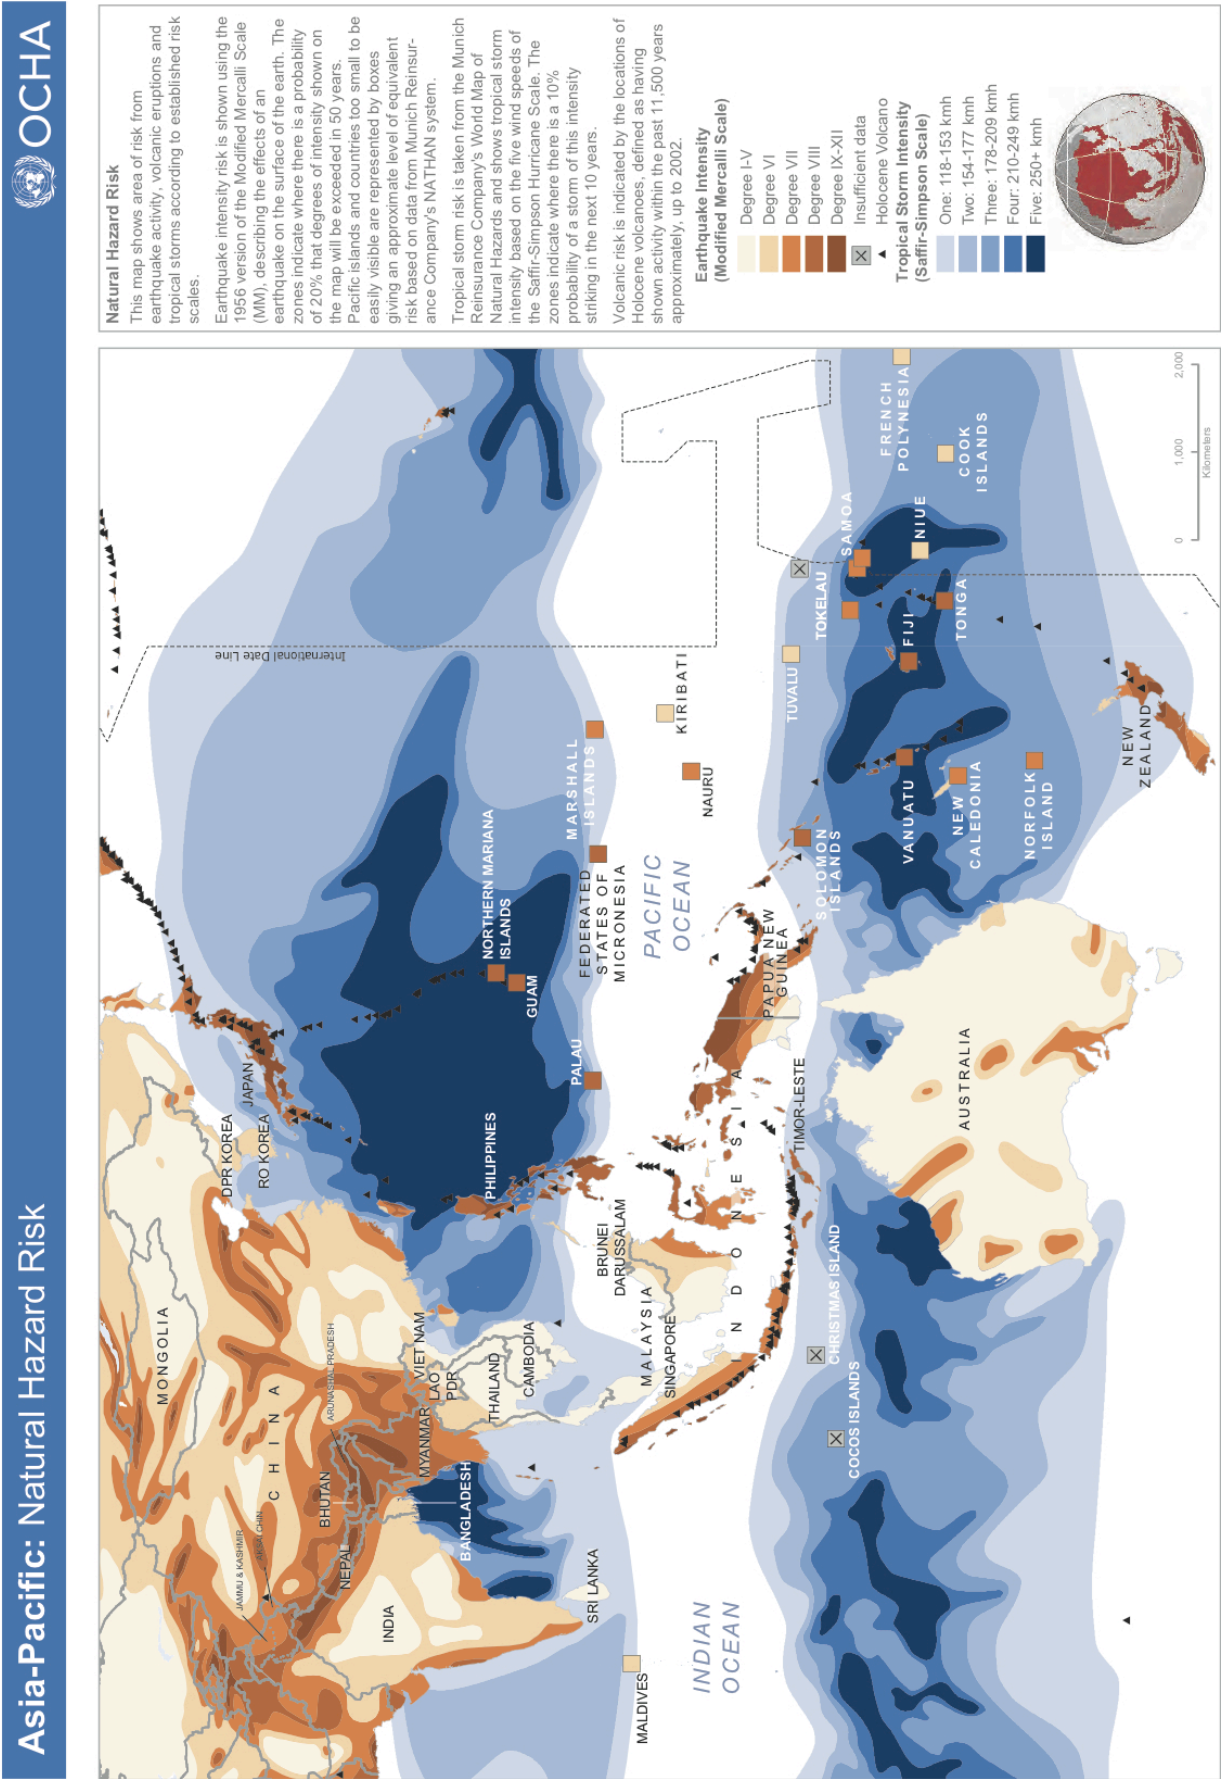 Asia-Pacific: Natural Hazard Risk
OCHA
Natural Hazard Risk
This map shows area of risk from
earthquake activity, volcanic eruptions and
tropical storms according to established risk
scales.
Earthquake intensity risk is shown using the
1956 version of the Modified Mercalli Scale
(MM), describing the effects of an
earthquake on the surface of the earth. The
zones indicate where there is a probability
of 20% that degrees of intensity shown on
the map will be exceeded in 50 years.
Pacific islands and countries too small to be
easily visible are represented by boxes
giving an approximate level of equivalent
risk based on data from Munich Reinsur-
ance Company's NATHAN system.
Tropical storm risk is taken from the Munich
Reinsurance Company's World Map of
Natural Hazards and shows tropical storm
intensity based on the five wind speeds of
the Saffir-Simpson Hurricane Scale. The
zones indicate where there is a 10%
probability of a storm of this intensity
striking in the next 10 years.
Volcanic risk is indicated by the locations of
Holocene volcanoes, defined as having
shown activity within the past 11,500 years
approximately, up to 2002.
Earthquake Intensity
(Modified Mercalli Scale)
Degree I-V
Degree VI
Degree VII
Degree VIII
Degree IX-XII
Insufficient data
Holocene Volcano
Tropical Storm Intensity
(Saffir-Simpson Scale)
One: 118-153 kmh
Two: 154-177 kmh
Three: 178-209 kmh
Four: 210-249 kmh
Five: 250+ kmh
MONGOLIA
CHINA
DPR KOREA
RO KOREA
JAPAN
International Date Line
JAMMU & KASHMIR
AKSAI CHIN
ARUNASHAL PRADESH
BHUTAN
NEPAL
INDIA
BANGLADESH
MYANMAR
VIET NAM
LAO
PDR
THAILAND
CAMBODIA
PHILIPPINES
NORTHERN MARIANA
ISLANDS
GUAM
PALAU
FEDERATED
STATES OF
MICRONESIA
MARSHALL
ISLANDS
SRI LANKA
MALDIVES
BRUNEI
DARUSSALAM
MALAYSIA
SINGAPORE
INDONESIA
PACIFIC
OCEAN
NAURU
KIRIBATI
INDIAN
OCEAN
PAPUA NEW
GUINEA
TIMOR-LESTE
CHRISTMAS ISLAND
COCOS ISLANDS
SOLOMON
ISLANDS
TUVALU
TOKELAU
SAMOA
FRENCH
POLYNESIA
VANUATU
FIJI
NIUE
NEW
CALEDONIA
TONGA
COOK
ISLANDS
AUSTRALIA
NORFOLK
ISLAND
NEW
ZEALAND
0 1,000 2,000
Kilometers